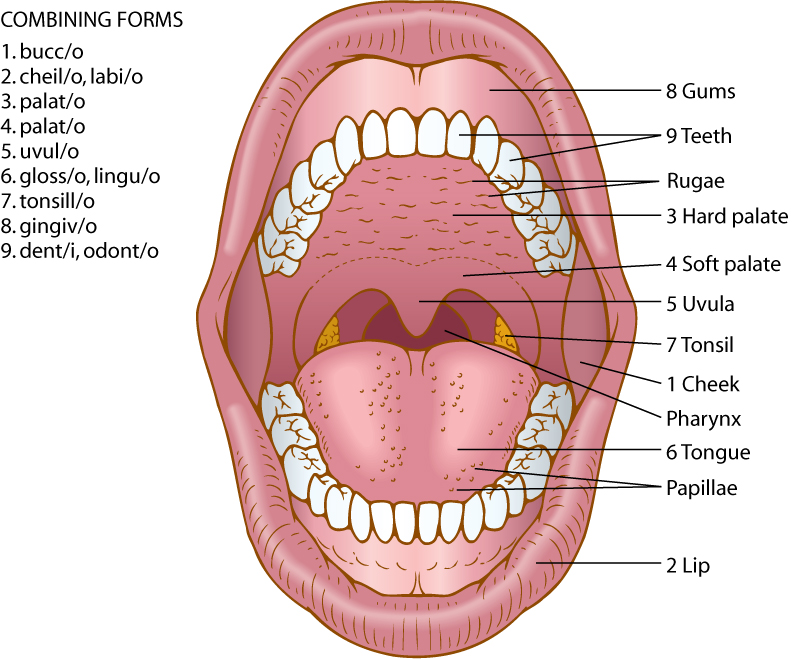 COMBINING FORMS
1. bucc/o
2. cheil/o, labi/o
3. palat/o
4. palat/o
5. uvul/o
6. gloss/o, lingu/o
7. tonsill/o
8. gingiv/o
9. dent/i, odont/o
8 Gums
9 Teeth
Rugae
3 Hard palate
4 Soft palate
5 Uvula
7 Tonsil
1 Cheek
Pharynx
6 Tongue
Papillae
2 Lip